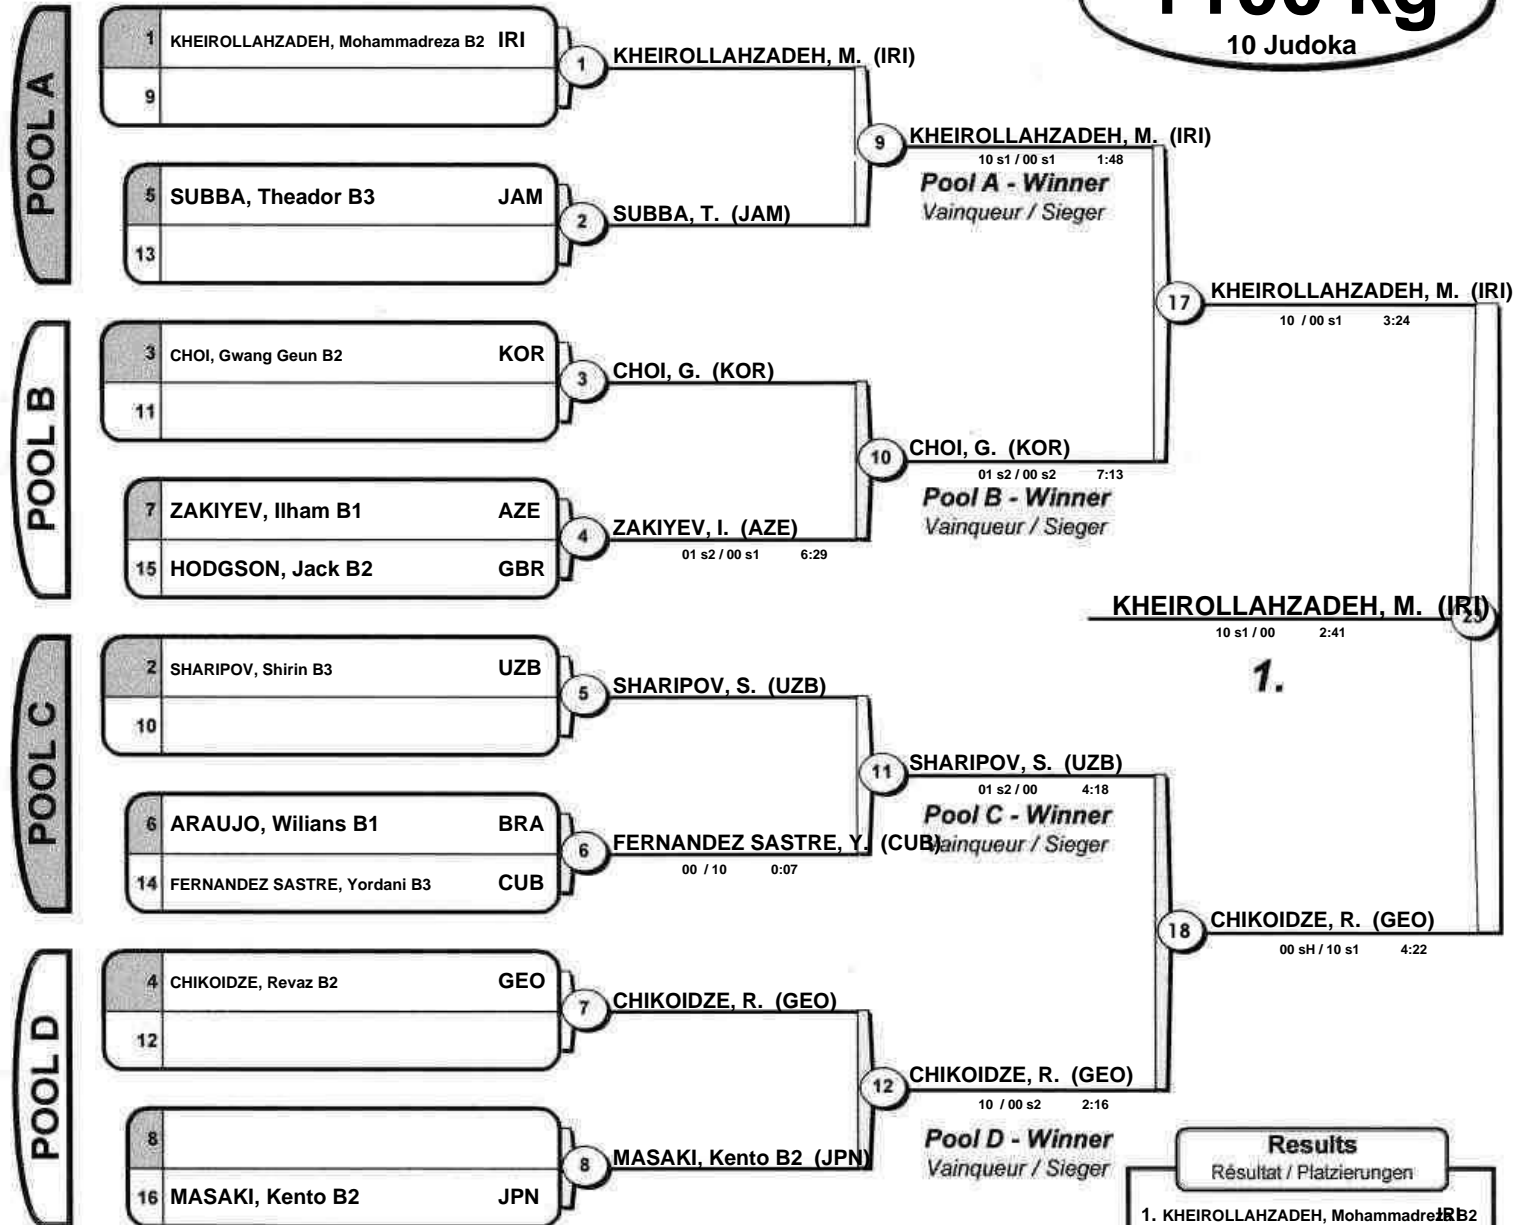 +100 kg
10 Judoka
POOL A
1 KHEIROLLAHZADEH, Mohammadreza B2 IRI
9
1
KHEIROLLAHZADEH, M. (IRI)
5 SUBBA, Theador B3 JAM
13
2
SUBBA, T. (JAM)
9
KHEIROLLAHZADEH, M. (IRI)
10 s1 / 00 s1 1:48
Pool A - Winner
Vainqueur / Sieger
POOL B
3 CHOI, Gwang Geun B2 KOR
11
3
CHOI, G. (KOR)
7 ZAKIYEV, Ilham B1 AZE
15 HODGSON, Jack B2 GBR
4
ZAKIYEV, I. (AZE)
01 s2 / 00 s1 6:29
10
CHOI, G. (KOR)
01 s2 / 00 s2 7:13
Pool B - Winner
Vainqueur / Sieger
17
KHEIROLLAHZADEH, M. (IRI)
10 / 00 s1 3:24
KHEIROLLAHZADEH, M. (IRI)
23
10 s1 / 00 2:41
1.
POOL C
2 SHARIPOV, Shirin B3 UZB
10
5
SHARIPOV, S. (UZB)
6 ARAUJO, Wilians B1 BRA
14 FERNANDEZ SASTRE, Yordani B3 CUB
6
FERNANDEZ SASTRE, Y. (CUB)
00 / 10 0:07
11
SHARIPOV, S. (UZB)
01 s2 / 00 4:18
Pool C - Winner
Vainqueur / Sieger
18
CHIKOIDZE, R. (GEO)
00 sH / 10 s1 4:22
POOL D
4 CHIKOIDZE, Revaz B2 GEO
12
7
CHIKOIDZE, R. (GEO)
8
16 MASAKI, Kento B2 JPN
8
MASAKI, Kento B2 (JPN)
12
CHIKOIDZE, R. (GEO)
10 / 00 s2 2:16
Pool D - Winner
Vainqueur / Sieger
Results
Résultat / Platzierungen
1. KHEIROLLAHZADEH, Mohammadreza B2 IRI